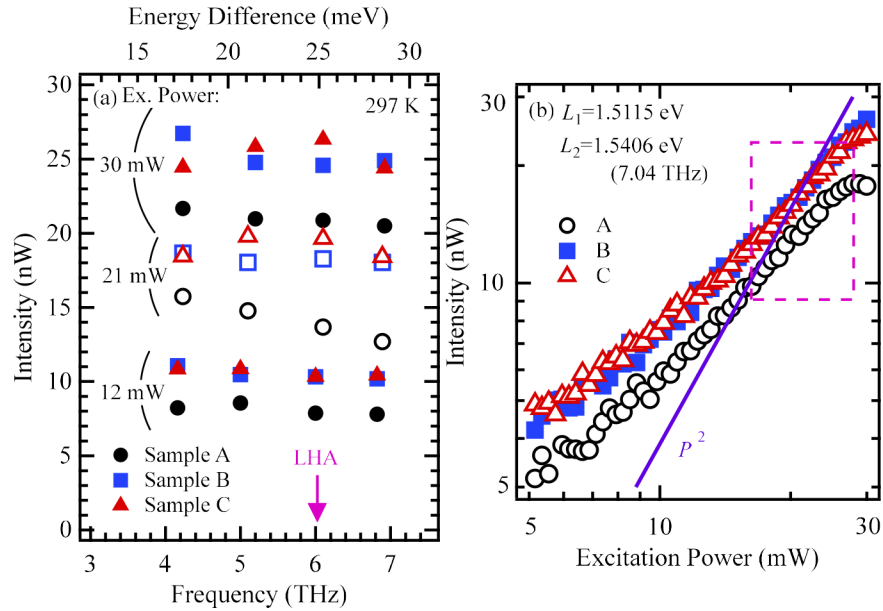 Energy Difference (meV)
15 20 25 30
30
25
20
15
10
5
0
Intensity (nW)
(a) Ex. Power:
297 K
30 mW
21 mW
12 mW
Sample A
Sample B
Sample C
LHA
3 4 5 6 7
Frequency (THz)
30
10
5
Intensity (nW)
(b) L1=1.5115 eV
L2=1.5406 eV
(7.04 THz)
A
B
C
P 2
5 10 30
Excitation Power (mW)